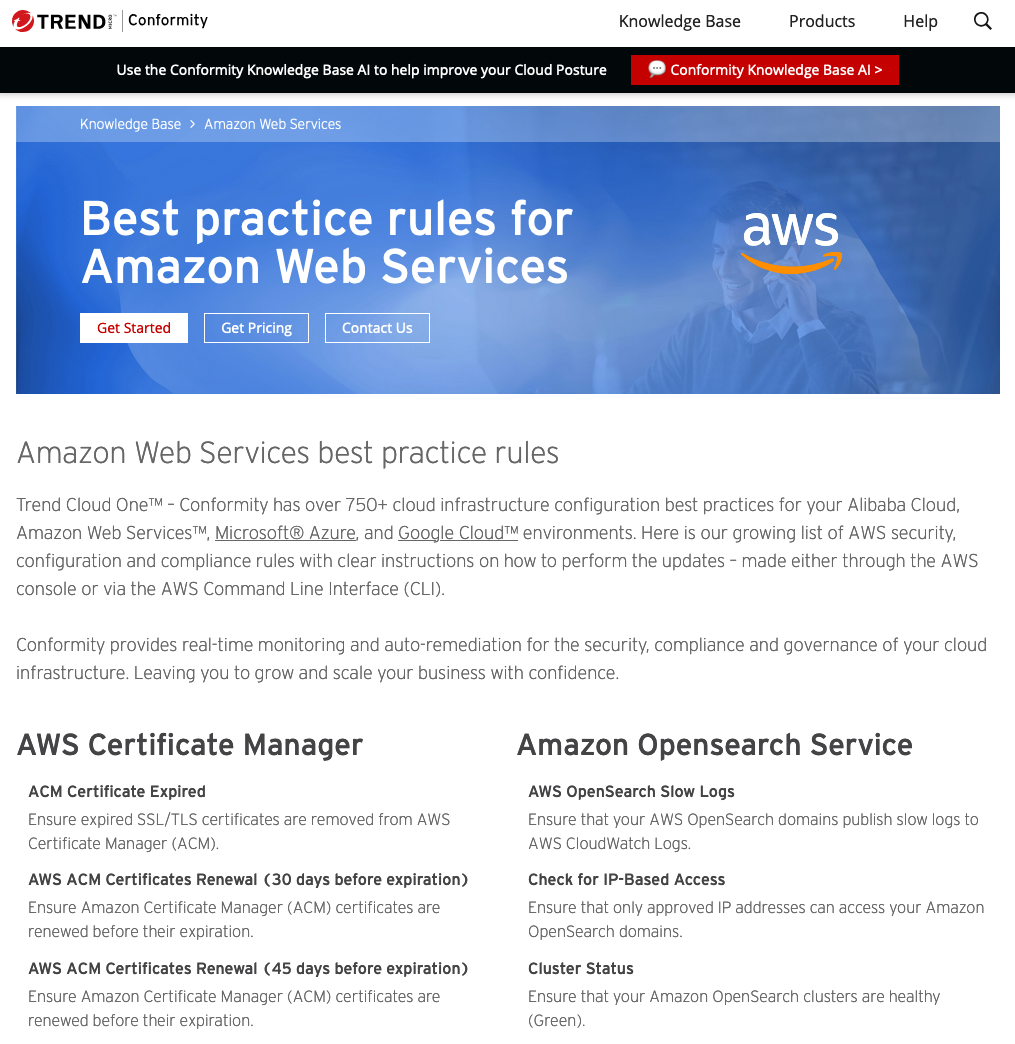 TREND MICRO Conformity
Knowledge Base Products Help
Use the Conformity Knowledge Base AI to help improve your Cloud Posture
Conformity Knowledge Base AI >
Knowledge Base > Amazon Web Services
Best practice rules for
Amazon Web Services
aws
Get Started Get Pricing Contact Us
Amazon Web Services best practice rules
Trend Cloud One™ – Conformity has over 750+ cloud infrastructure configuration best practices for your Alibaba Cloud,
Amazon Web Services™, Microsoft® Azure, and Google Cloud™ environments. Here is our growing list of AWS security,
configuration and compliance rules with clear instructions on how to perform the updates – made either through the AWS
console or via the AWS Command Line Interface (CLI).
Conformity provides real-time monitoring and auto-remediation for the security, compliance and governance of your cloud
infrastructure. Leaving you to grow and scale your business with confidence.
AWS Certificate Manager
ACM Certificate Expired
Ensure expired SSL/TLS certificates are removed from AWS
Certificate Manager (ACM).
AWS ACM Certificates Renewal (30 days before expiration)
Ensure Amazon Certificate Manager (ACM) certificates are
renewed before their expiration.
AWS ACM Certificates Renewal (45 days before expiration)
Ensure Amazon Certificate Manager (ACM) certificates are
renewed before their expiration.
Amazon Opensearch Service
AWS OpenSearch Slow Logs
Ensure that your AWS OpenSearch domains publish slow logs to
AWS CloudWatch Logs.
Check for IP-Based Access
Ensure that only approved IP addresses can access your Amazon
OpenSearch domains.
Cluster Status
Ensure that your Amazon OpenSearch clusters are healthy
(Green).